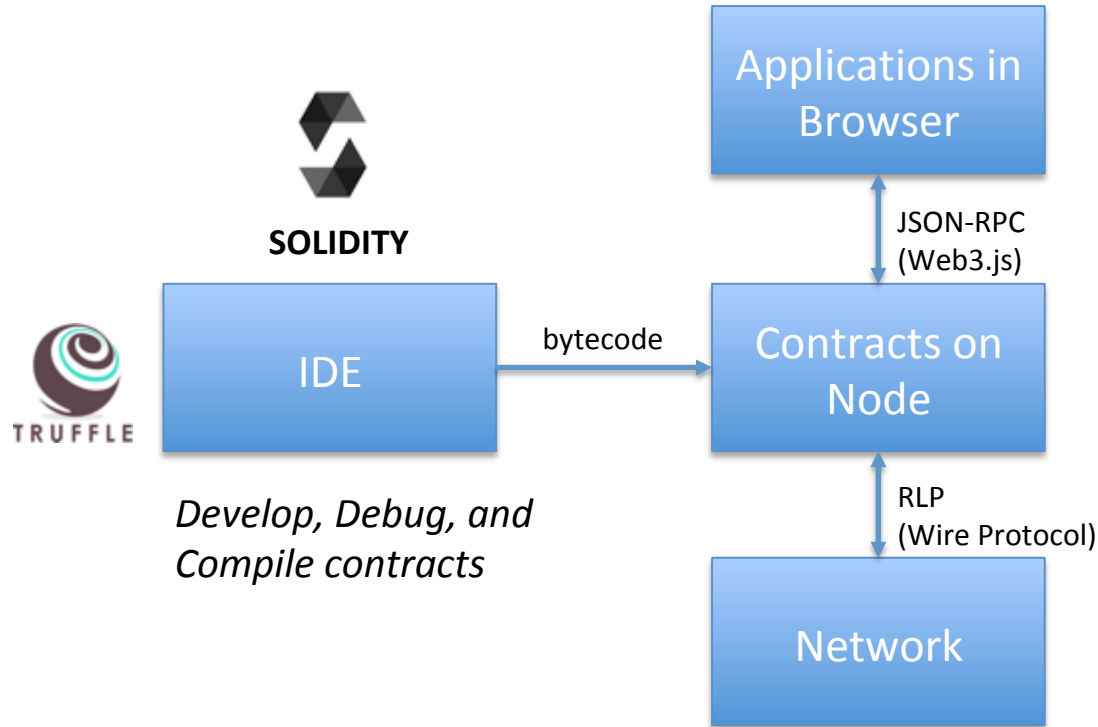 Applications in
Browser
SOLIDITY
JSON-RPC
(Web3.js)
TRUFFLE
IDE
bytecode
Contracts on
Node
Develop, Debug, and
Compile contracts
RLP
(Wire Protocol)
Network